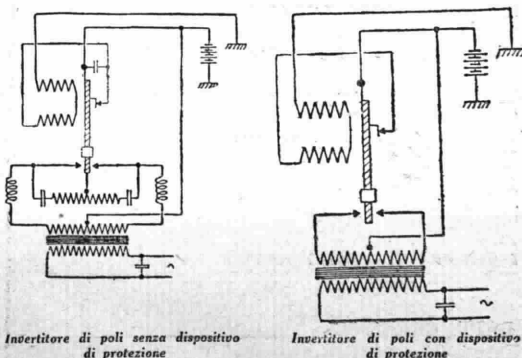 Invertitore di poli senza dispositivo
di protezione
Invertitore di poli con dispositivo
di protezione